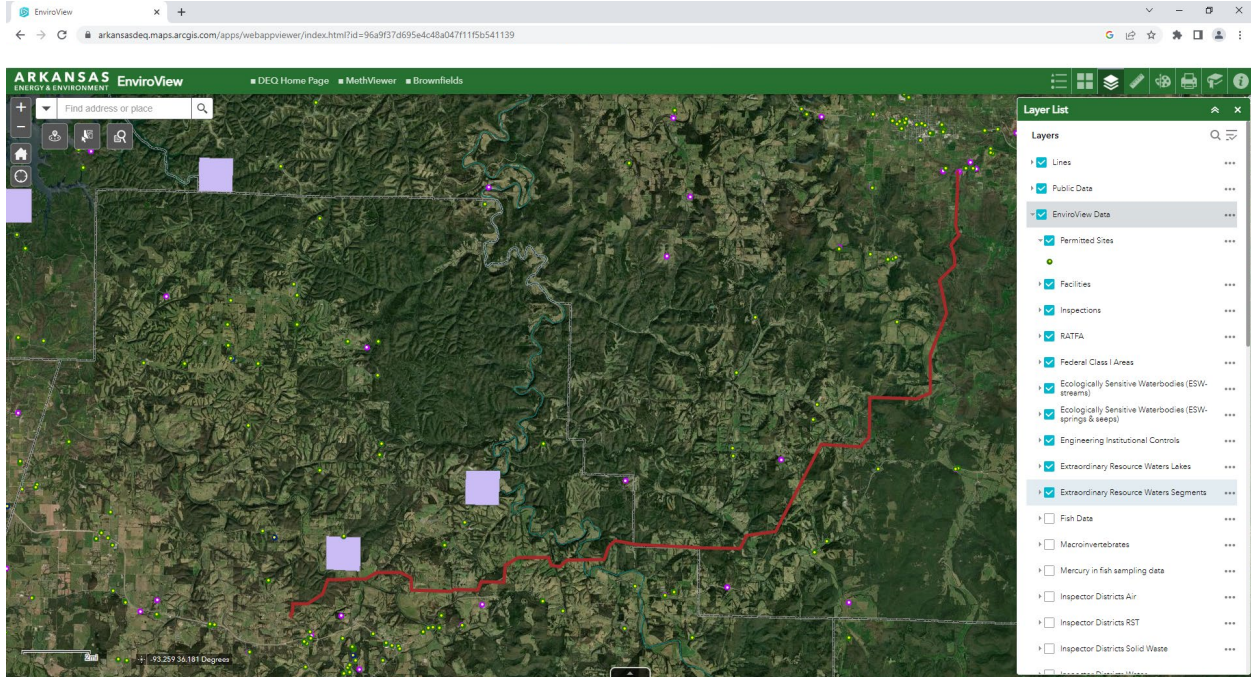 EnviroView
arkansasdeq.maps.arcgis.com/apps/webappviewer/index.html?id=96a9f37d695e4c48a047f11f5b541139
ARKANSAS
ENERGY & ENVIRONMENT
EnviroView
DEQ Home Page
MethViewer
Brownfields
Find address or place
Layer List
Layers
Lines
Public Data
EnviroView Data
Permitted Sites
Facilities
Inspections
RATFA
Federal Class I Areas
Ecologically Sensitive Waterbodies (ESW-
streams)
Ecologically Sensitive Waterbodies (ESW-
springs & seeps)
Engineering Institutional Controls
Extraordinary Resource Waters Lakes
Extraordinary Resource Waters Segments
Fish Data
Macroinvertebrates
Mercury in fish sampling data
Inspector Districts Air
Inspector Districts RST
Inspector Districts Solid Waste
Inspector Districts Water
2mi
-93.259 36.181 Degrees